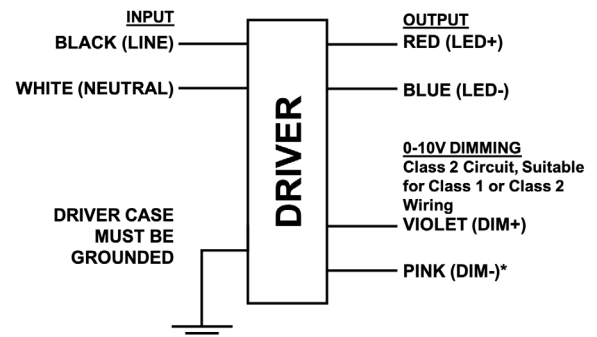 INPUT
BLACK (LINE)
WHITE (NEUTRAL)
DRIVER CASE
MUST BE
GROUNDED
DRIVER
OUTPUT
RED (LED+)
BLUE (LED-)
0-10V DIMMING
Class 2 Circuit, Suitable
for Class 1 or Class 2
Wiring
VIOLET (DIM+)
PINK (DIM-)*